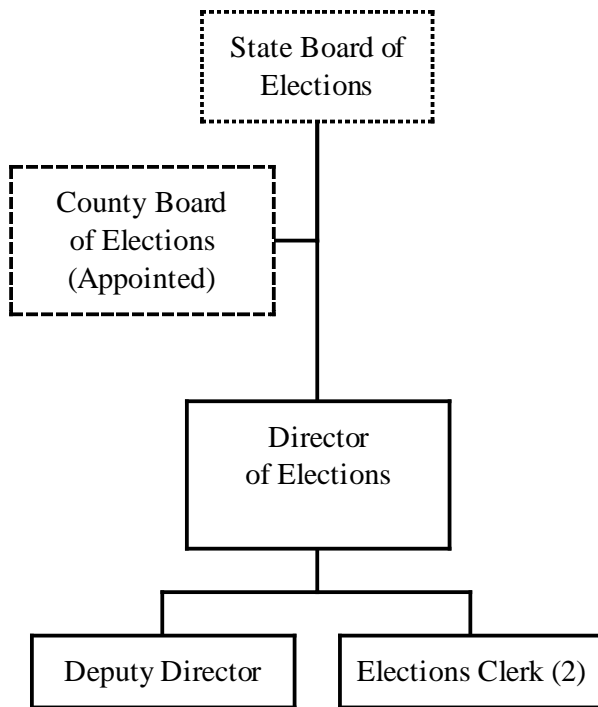 State Board of
Elections
County Board
of Elections
(Appointed)
Director
of Elections
Deputy Director
Elections Clerk (2)